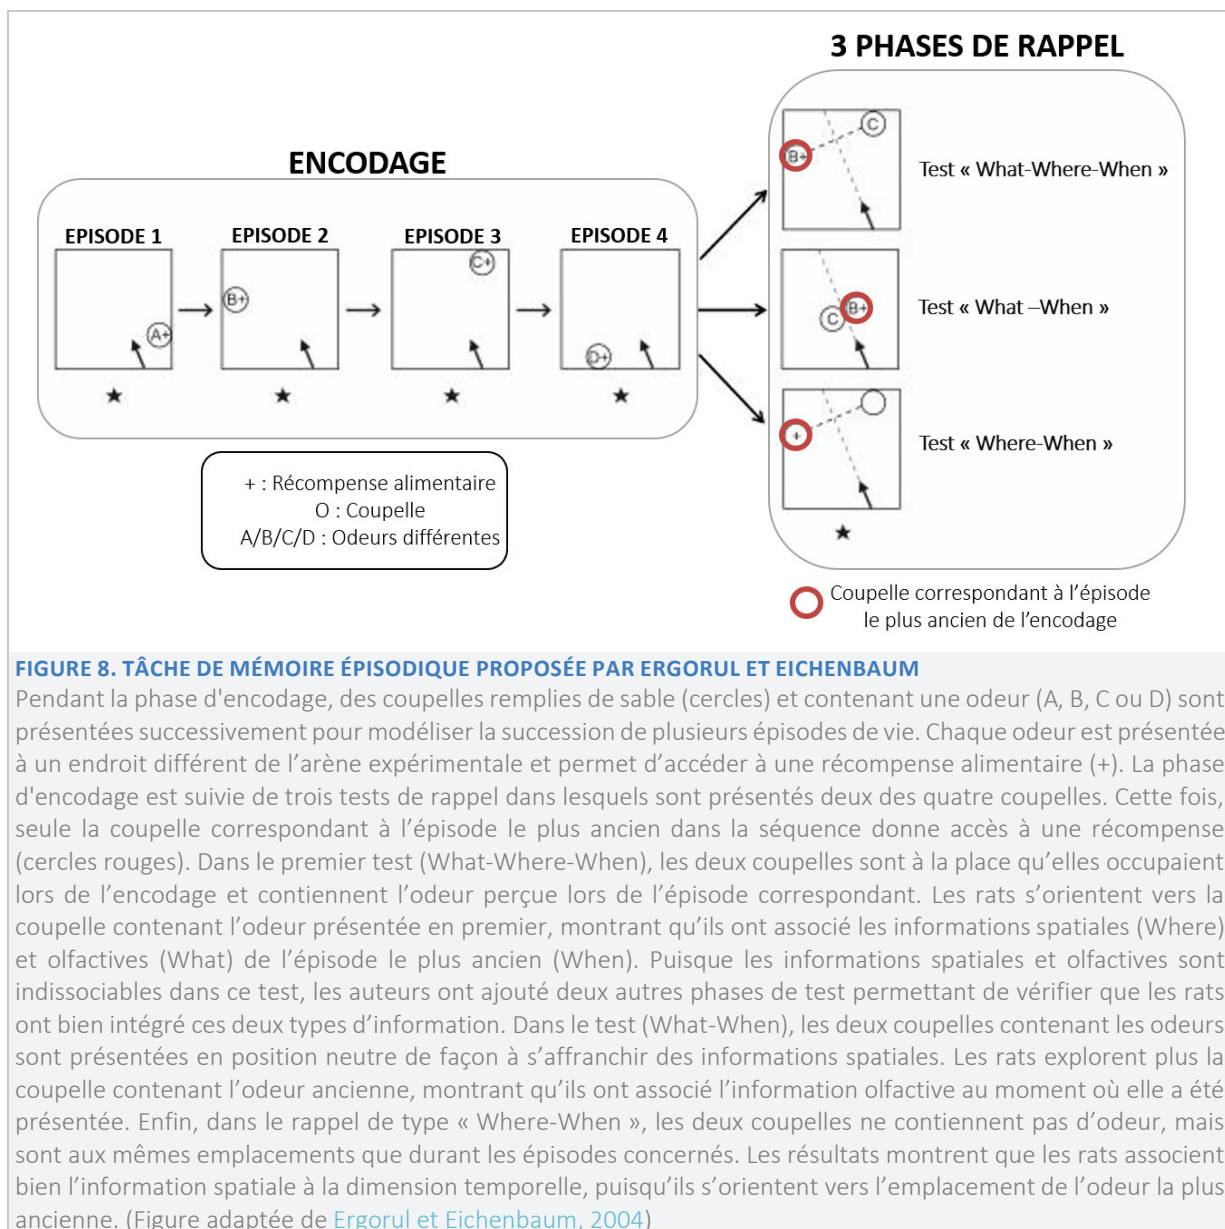 3 PHASES DE RAPPEL
ENCODAGE
EPISODE 1
EPISODE 2
EPISODE 3
EPISODE 4
A+
B+
C+
D+
B+
C
Test « What-Where-When »
C
B+
Test « What –When »
+
Test « Where-When »
+ : Récompense alimentaire
O : Coupelle
A/B/C/D : Odeurs différentes
Coupelle correspondant à l’épisode
le plus ancien de l’encodage
FIGURE 8. TÂCHE DE MÉMOIRE ÉPISODIQUE PROPOSÉE PAR ERGORUL ET EICHENBAUM
Pendant la phase d'encodage, des coupelles remplies de sable (cercles) et contenant une odeur (A, B, C ou D) sont
présentées successivement pour modéliser la succession de plusieurs épisodes de vie. Chaque odeur est présentée
à un endroit différent de l’arène expérimentale et permet d’accéder à une récompense alimentaire (+). La phase
d'encodage est suivie de trois tests de rappel dans lesquels sont présentés deux des quatre coupelles. Cette fois,
seule la coupelle correspondant à l’épisode le plus ancien dans la séquence donne accès à une récompense
(cercles rouges). Dans le premier test (What-Where-When), les deux coupelles sont à la place qu’elles occupaient
lors de l’encodage et contiennent l’odeur perçue lors de l’épisode correspondant. Les rats s’orientent vers la
coupelle contenant l’odeur présentée en premier, montrant qu’ils ont associé les informations spatiales (Where)
et olfactives (What) de l’épisode le plus ancien (When). Puisque les informations spatiales et olfactives sont
indissociables dans ce test, les auteurs ont ajouté deux autres phases de test permettant de vérifier que les rats
ont bien intégré ces deux types d’information. Dans le test (What-When), les deux coupelles contenant les odeurs
sont présentées en position neutre de façon à s’affranchir des informations spatiales. Les rats explorent plus la
coupelle contenant l’odeur ancienne, montrant qu’ils ont associé l’information olfactive au moment où elle a été
présentée. Enfin, dans le rappel de type « Where-When », les deux coupelles ne contiennent pas d’odeur, mais
sont aux mêmes emplacements que durant les épisodes concernés. Les résultats montrent que les rats associent
bien l’information spatiale à la dimension temporelle, puisqu’ils s’orientent vers l’emplacement de l’odeur la plus
ancienne. (Figure adaptée de Ergorul et Eichenbaum, 2004)